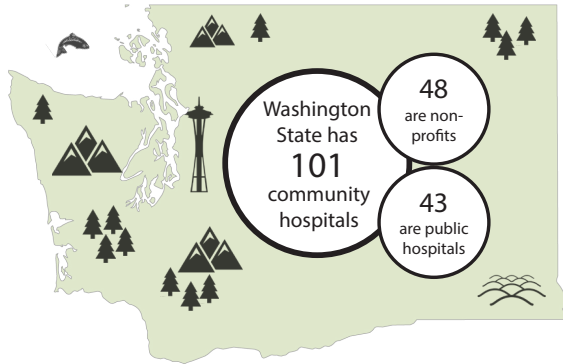 Washington
State has
101
community
hospitals
48
are non-
profits
43
are public
hospitals